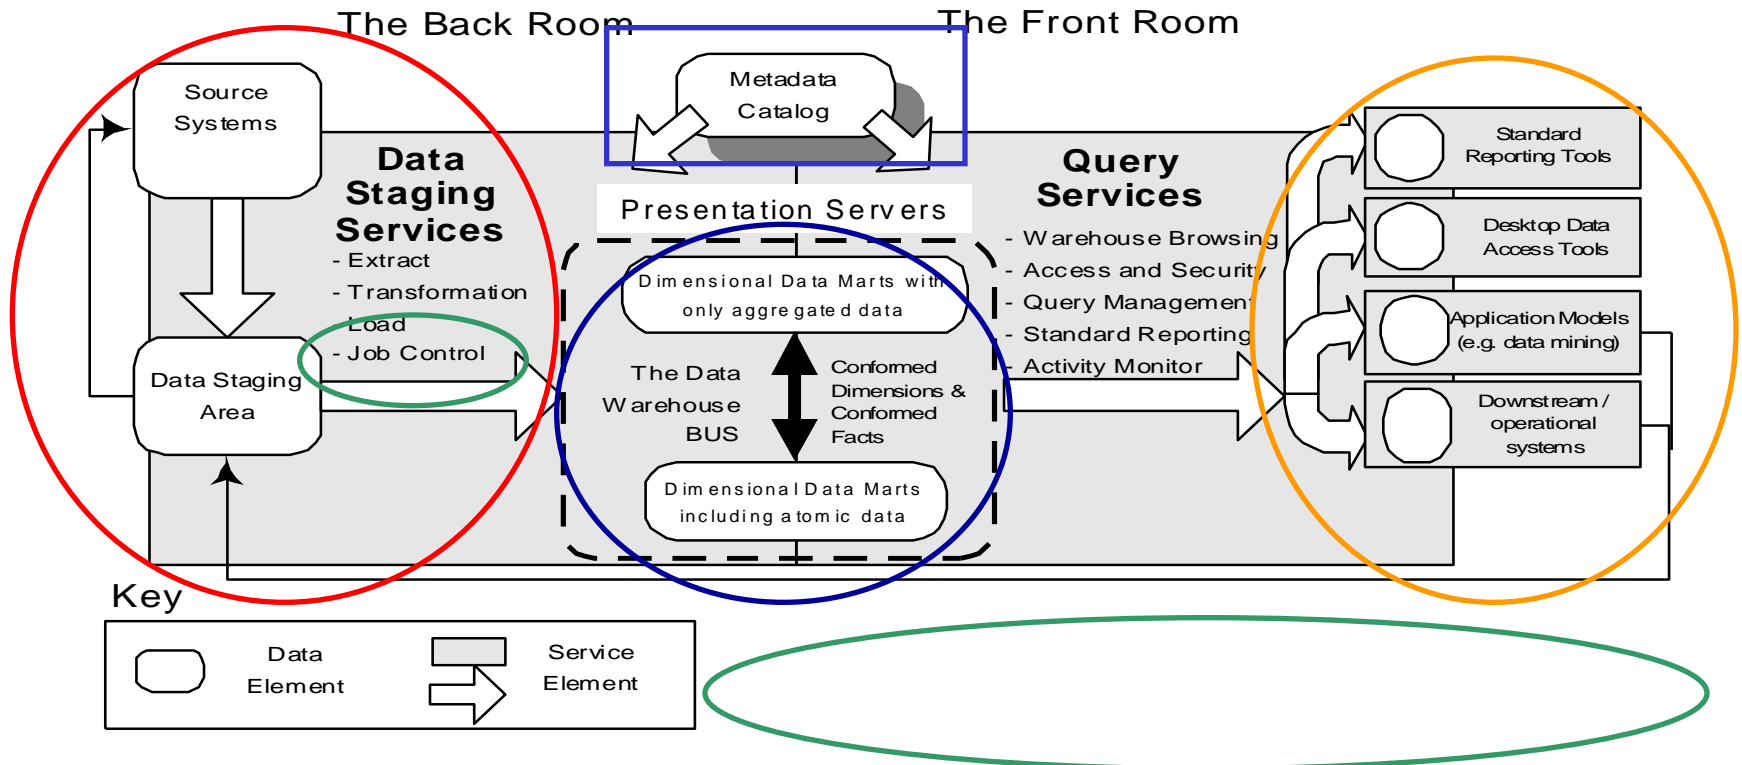 The Back Room
The Front Room
Source
Systems
Metadata
Catalog
Data
Staging
Services
- Extract
- Transformation
- Load
- Job Control
Data Staging
Area
Presentation Servers
Dimensional Data Marts with
only aggregated data
The Data
Warehouse
BUS
Conformed
Dimensions &
Conformed
Facts
Dimensional Data Marts
including atomic data
Query
Services
- Warehouse Browsing
- Access and Security
- Query Management
- Standard Reporting
- Activity Monitor
Standard
Reporting Tools
Desktop Data
Access Tools
Application Models
(e.g. data mining)
Downstream /
operational
systems
Key
Data
Element
Service
Element